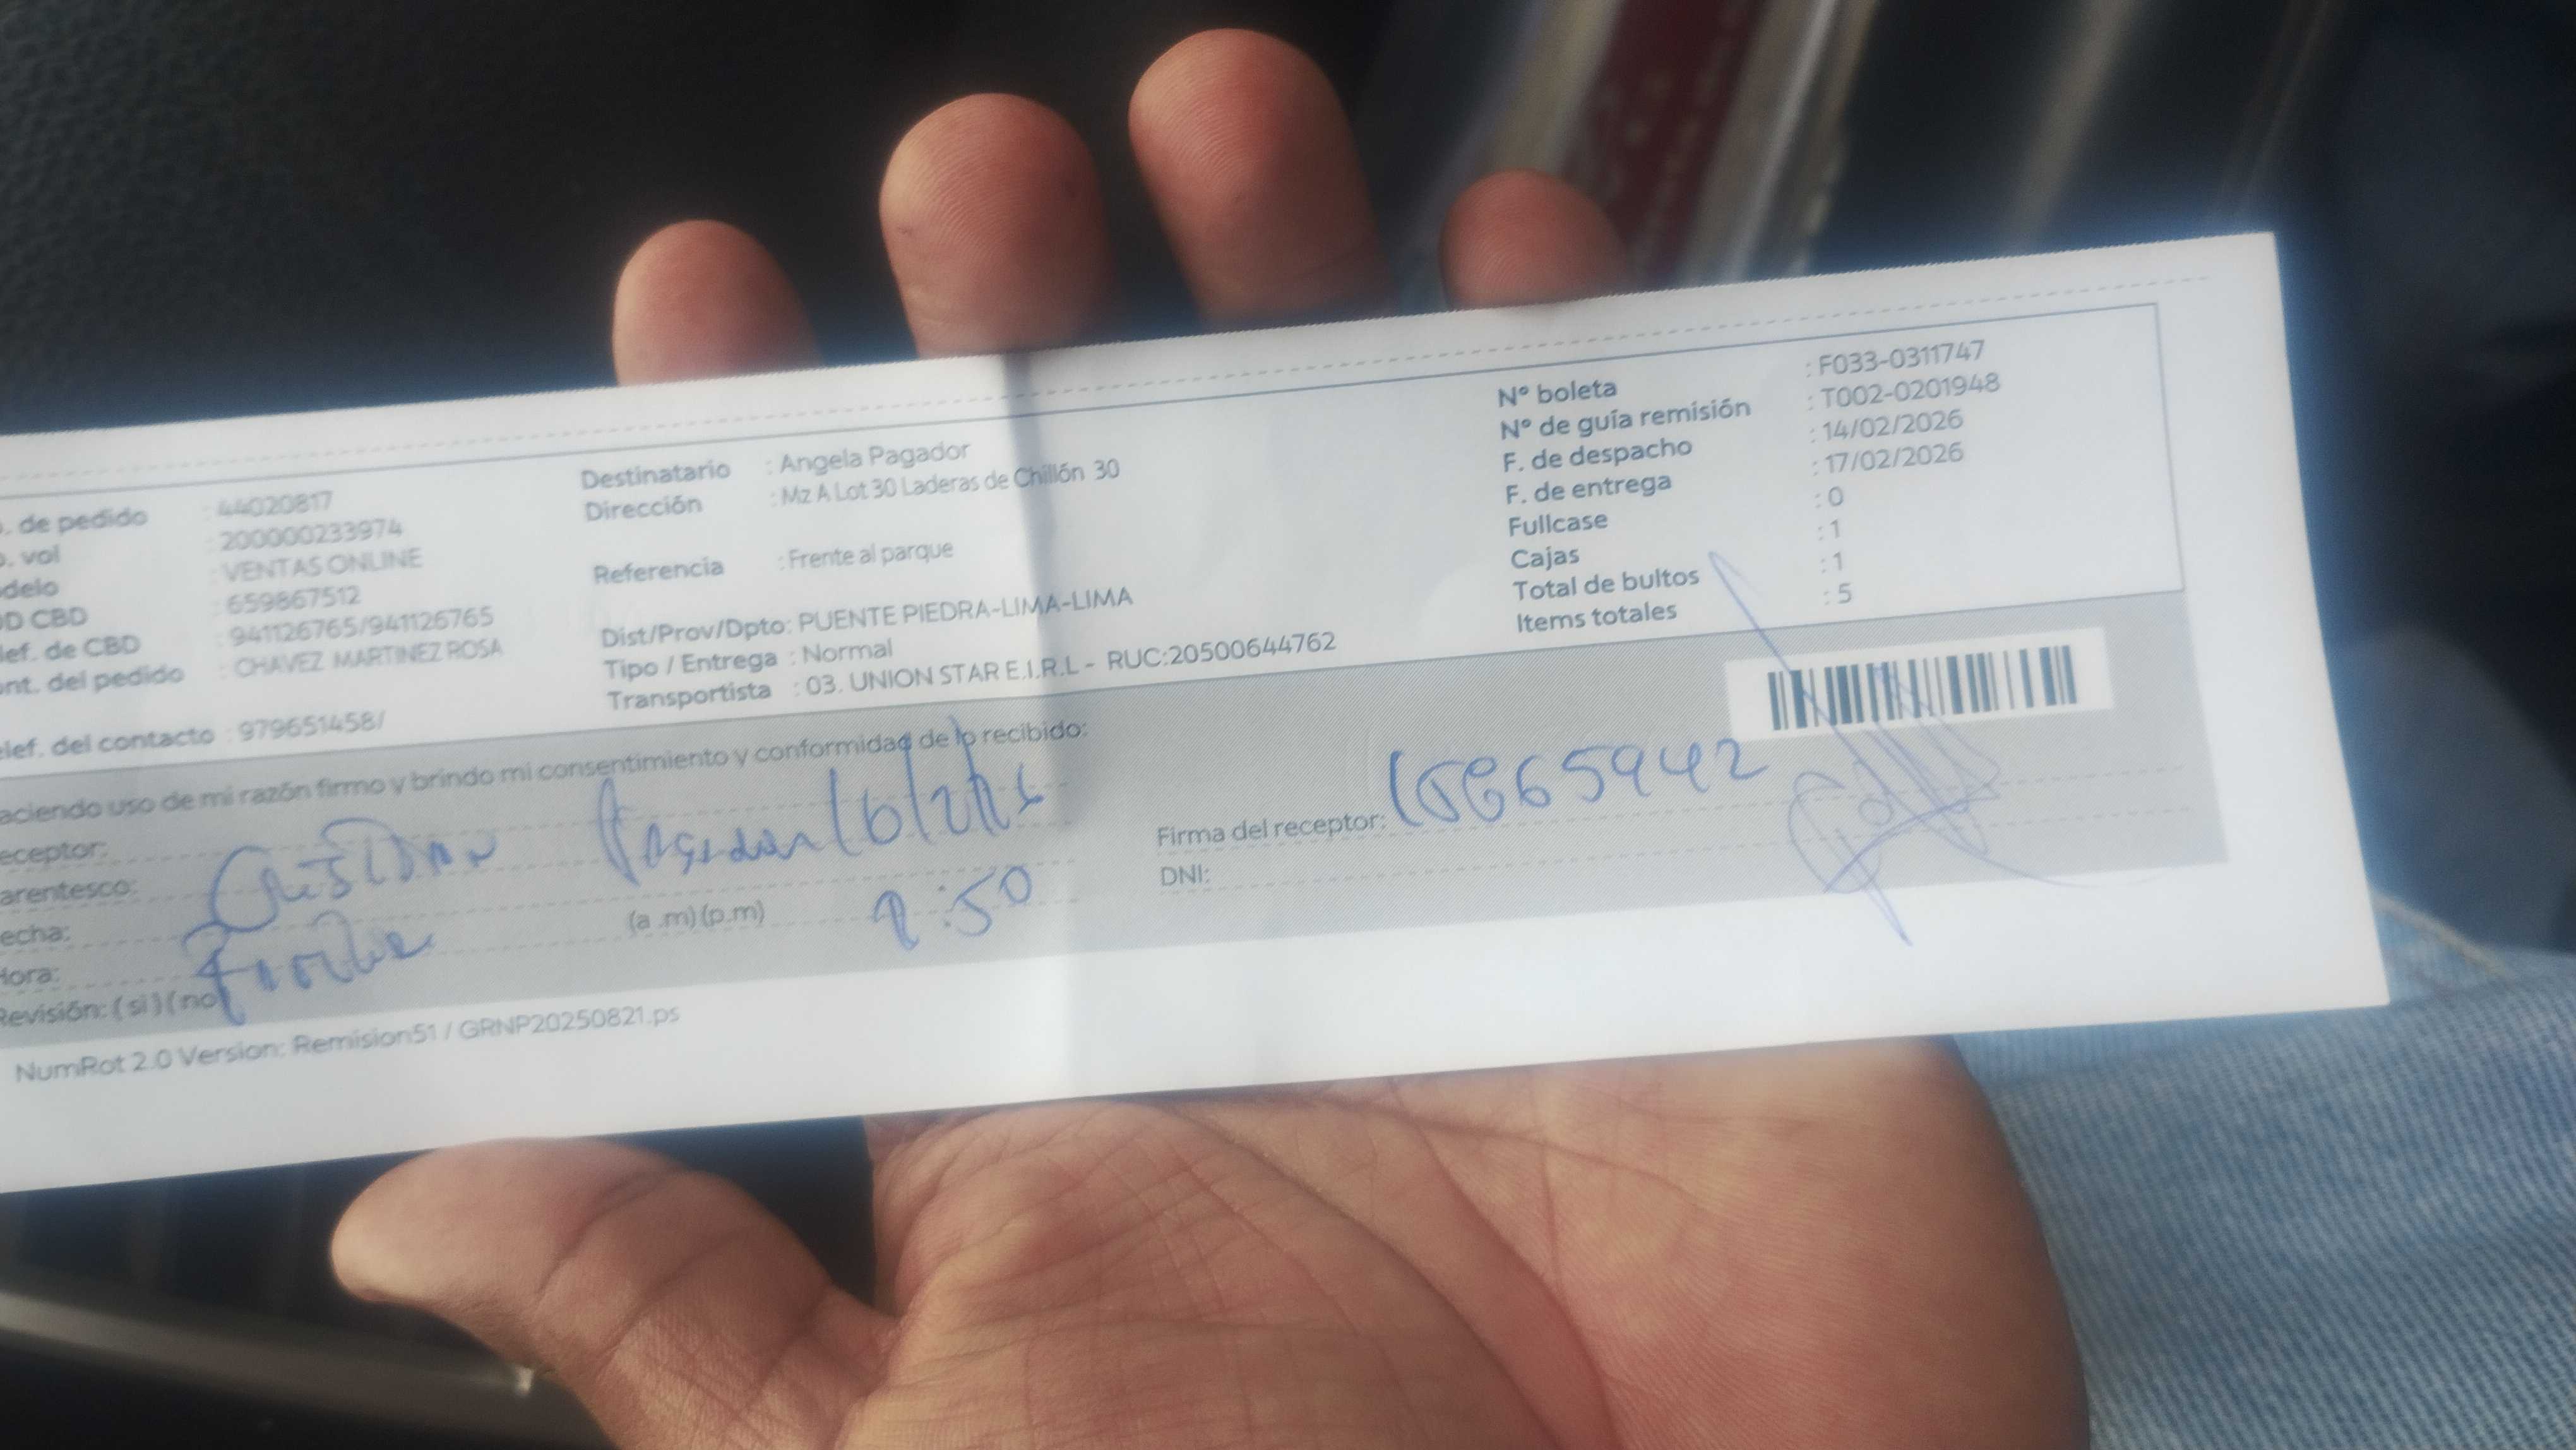 . de pedido : 44020817
. vol : 200000233974
delo : VENTAS ONLINE
D CBD : 659867512
lef. de CBD : 941126765/941126765
nt. del pedido : CHAVEZ MARTINEZ ROSA
elef. del contacto : 979651458/
Destinatario : Angela Pagador
Dirección : Mz A Lot 30 Laderas de Chillón 30
Referencia : Frente al parque
Dist/Prov/Dpto: PUENTE PIEDRA-LIMA-LIMA
Tipo / Entrega : Normal
Transportista : 03. UNION STAR E.I.R.L - RUC:20500644762
Nº boleta : F033-0311747
Nº de guía remisión : T002-0201948
F. de despacho : 14/02/2026
F. de entrega : 17/02/2026
Fullcase : 0
Cajas : 1
Total de bultos : 1
Items totales : 5
aciendo uso de mi razón firmo y brindo mi consentimiento y conformidad de lo recibido:
eceptor:
arentesco:
echa:
Hora: (a .m) (p.m)
Revisión: ( si ) ( no
Firma del receptor:
DNI:
NumRot 2.0 Version: Remision51 / GRNP20250821.ps